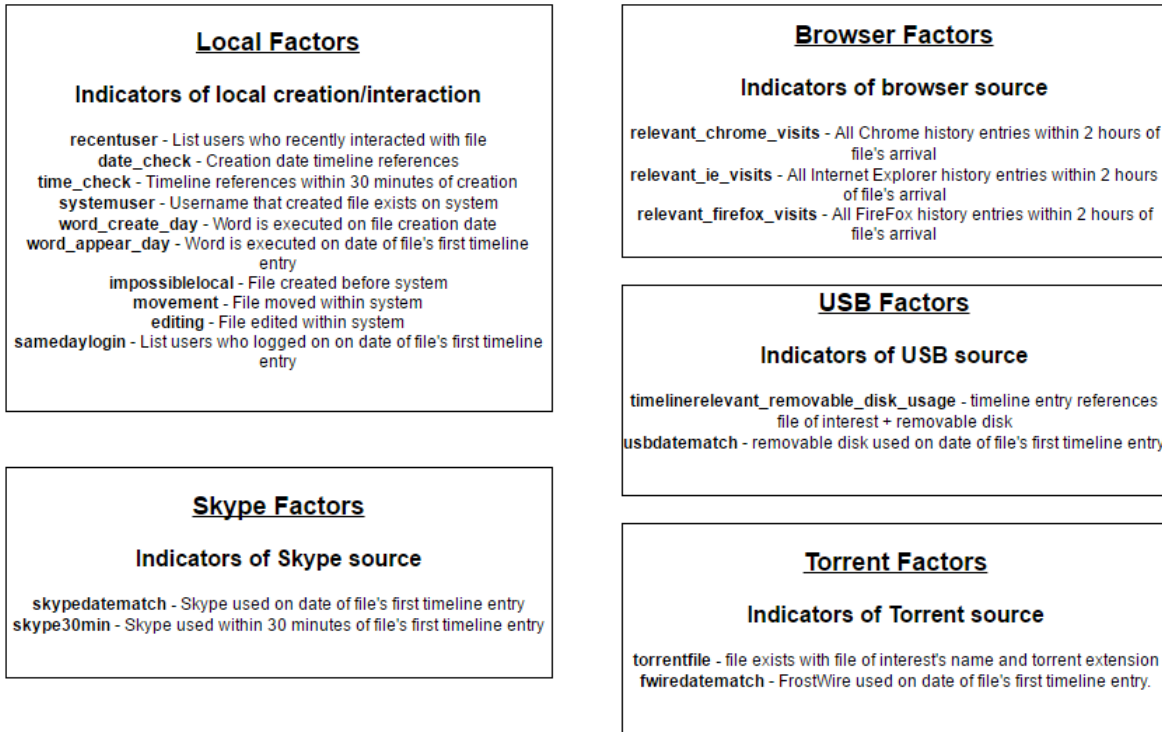 Local Factors
Indicators of local creation/interaction
recentuser - List users who recently interacted with file
date_check - Creation date timeline references
time_check - Timeline references within 30 minutes of creation
systemuser - Username that created file exists on system
word_create_day - Word is executed on file creation date
word_appear_day - Word is executed on date of file's first timeline
entry
impossiblelocal - File created before system
movement - File moved within system
editing - File edited within system
samedaylogin - List users who logged on on date of file's first timeline
entry
Skype Factors
Indicators of Skype source
skypedatematch - Skype used on date of file's first timeline entry
skype30min - Skype used within 30 minutes of file's first timeline entry
Browser Factors
Indicators of browser source
relevant_chrome_visits - All Chrome history entries within 2 hours of
file's arrival
relevant_ie_visits - All Internet Explorer history entries within 2 hours
of file's arrival
relevant_firefox_visits - All FireFox history entries within 2 hours of
file's arrival
USB Factors
Indicators of USB source
timelinerelevant_removable_disk_usage - timeline entry references
file of interest + removable disk
usbdatematch - removable disk used on date of file's first timeline entry
Torrent Factors
Indicators of Torrent source
torrentfile - file exists with file of interest's name and torrent extension
fwiredatematch - FrostWire used on date of file's first timeline entry.